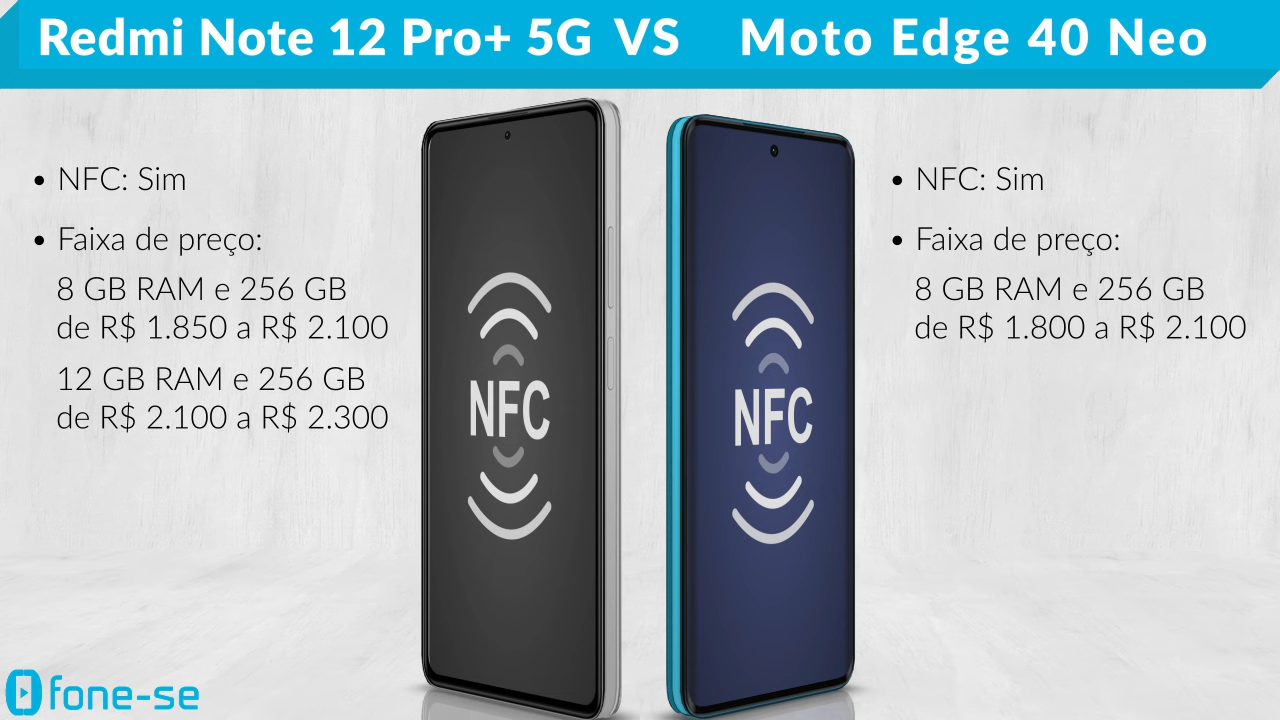 Redmi Note 12 Pro+ 5G VS Moto Edge 40 Neo
• NFC: Sim
• Faixa de preço:
8 GB RAM e 256 GB
de R$ 1.850 a R$ 2.100
12 GB RAM e 256 GB
de R$ 2.100 a R$ 2.300
NFC
NFC
• NFC: Sim
• Faixa de preço:
8 GB RAM e 256 GB
de R$ 1.800 a R$ 2.100
fone-se